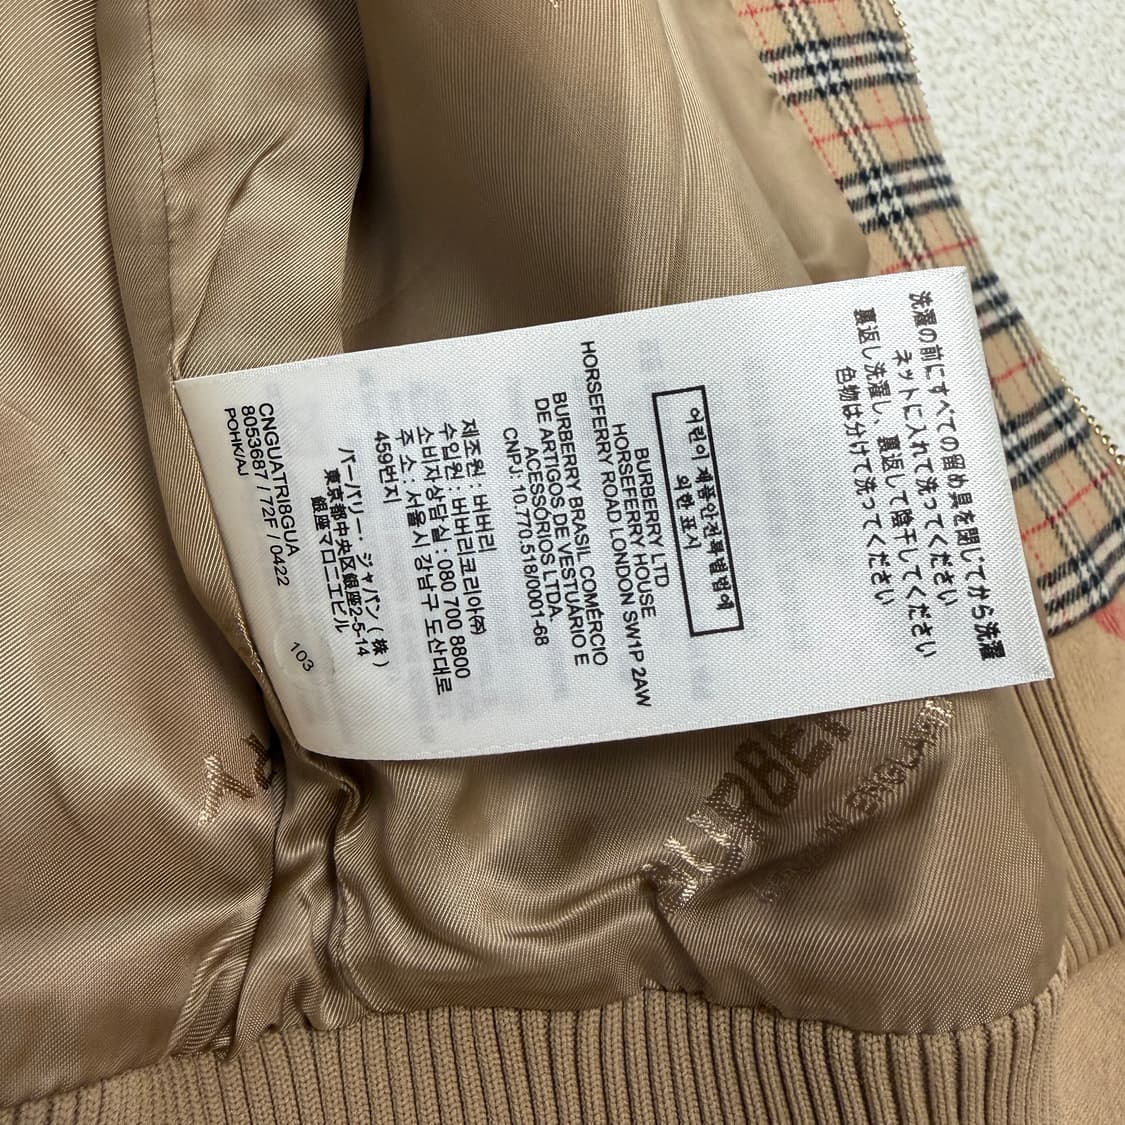 洗濯の前にすべての留め具を閉じてから洗濯
ネットに入れて洗ってください
裏返し洗濯し、裏返して陰干してください
色物は分けて洗ってください
어린이 제품안전특별법에
의한 표시
BURBERRY LTD
HORSEFERRY HOUSE
HORSEFERRY ROAD LONDON SW1P 2AW
BURBERRY BRASIL COMÉRCIO
DE ARTIGOS DE VESTUÁRIO E
ACESSÓRIOS LTDA.
CNPJ: 10.770.518/0001-68
제조원 : 버버리
수입원 : 버버리코리아㈜
소비자상담실 : 080 700 8800
주 소 : 서울시 강남구 도산대로
459번지
バーバリー・ジャパン(株)
東京都中央区銀座2-5-14
銀座マロニエビル
CNGUATRI8GUA
8053687 / 72F / 0422
POHK/AJ
103